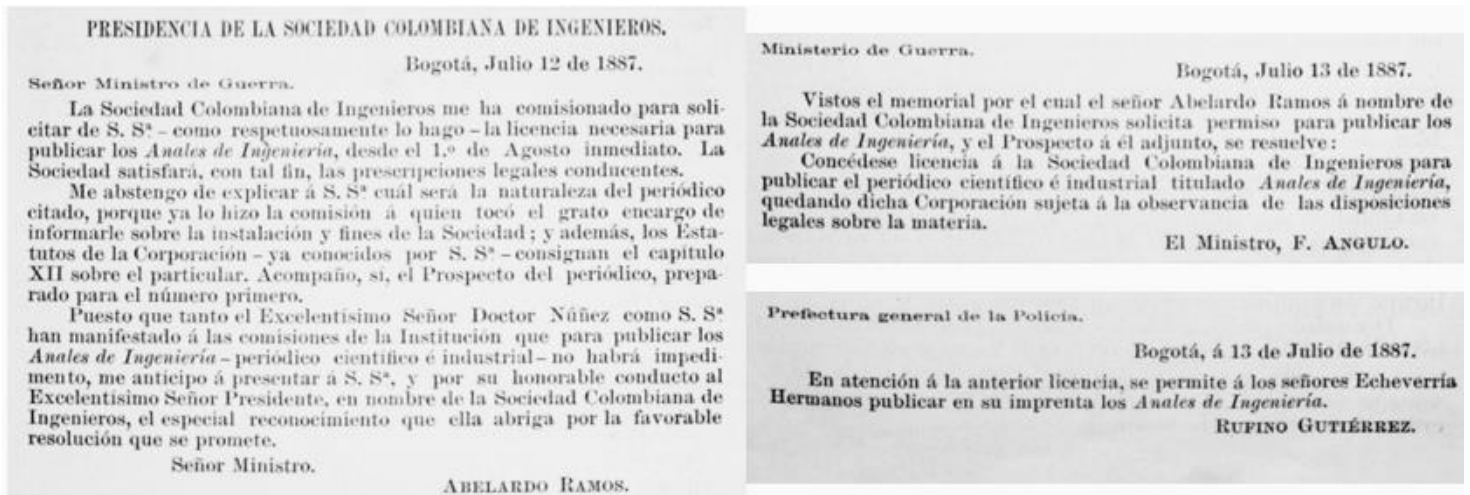 PRESIDENCIA DE LA SOCIEDAD COLOMBIANA DE INGENIEROS.
Bogotá, Julio 12 de 1887.
Señor Ministro de Guerra.
La Sociedad Colombiana de Ingenieros me ha comisionado para soli-
citar de S. Sª – como respetuosamente lo hago – la licencia necesaria para
publicar los Anales de Ingeniería, desde el 1.º de Agosto inmediato. La
Sociedad satisfará, con tal fin, las prescripciones legales conducentes.
Me abstengo de explicar á S. Sª cuál será la naturaleza del periódico
citado, porque ya lo hizo la comisión á quien tocó el grato encargo de
informarle sobre la instalación y fines de la Sociedad; y además, los Esta-
tutos de la Corporación – ya conocidos por S. Sª – consignan el capítulo
XII sobre el particular. Acompaño, sí, el Prospecto del periódico, prepa-
rado para el número primero.
Puesto que tanto el Excelentísimo Señor Doctor Núñez como S. Sª
han manifestado á las comisiones de la Institución que para publicar los
Anales de Ingeniería – periódico científico é industrial – no habrá impedi-
mento, me anticipo á presentar á S. Sª, y por su honorable conducto al
Excelentísimo Señor Presidente, en nombre de la Sociedad Colombiana de
Ingenieros, el especial reconocimiento que ella abriga por la favorable
resolución que se promete.
Señor Ministro.
ABELARDO RAMOS.
Ministerio de Guerra.
Bogotá, Julio 13 de 1887.
Vistos el memorial por el cual el señor Abelardo Ramos á nombre de
la Sociedad Colombiana de Ingenieros solicita permiso para publicar los
Anales de Ingeniería, y el Prospecto á él adjunto, se resuelve:
Concédese licencia á la Sociedad Colombiana de Ingenieros para
publicar el periódico científico é industrial titulado Anales de Ingeniería,
quedando dicha Corporación sujeta á la observancia de las disposiciones
legales sobre la materia.
El Ministro, F. ANGULO.
Prefectura general de la Policía.
Bogotá, á 13 de Julio de 1887.
En atención á la anterior licencia, se permite á los señores Echeverría
Hermanos publicar en su imprenta los Anales de Ingeniería.
RUFINO GUTIÉRREZ.